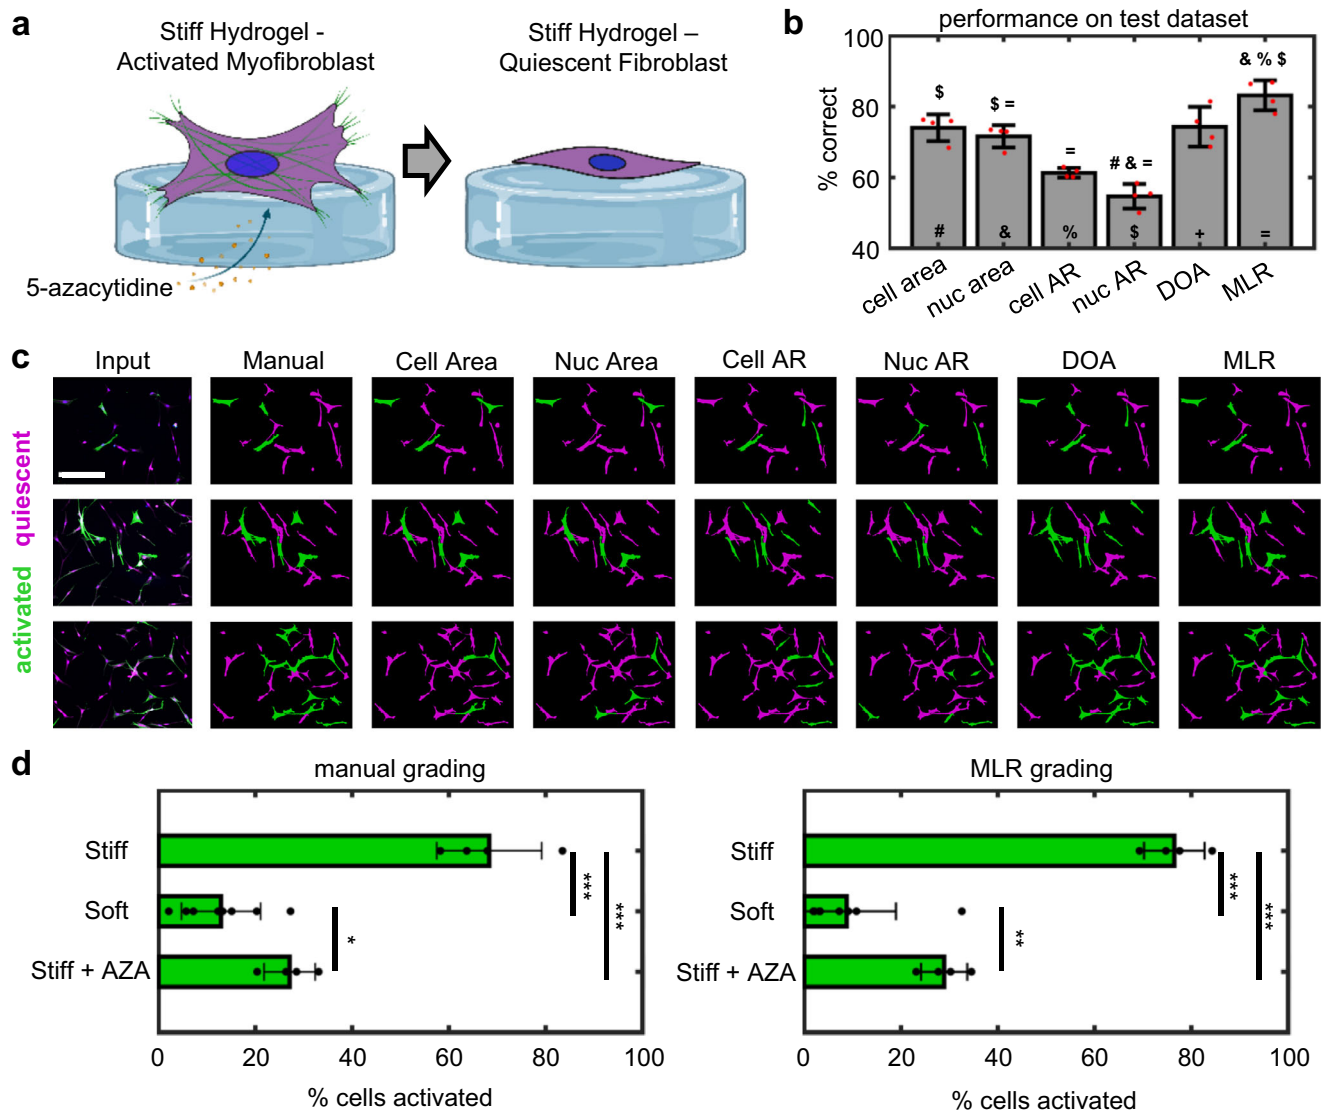 a
Stiff Hydrogel -
Activated Myofibroblast
Stiff Hydrogel –
Quiescent Fibroblast
5-azacytidine
b
performance on test dataset
% correct
100
80
60
40
$
$ =
=
# & =
& % $
#
&
%
$
+
=
cell area
nuc area
cell AR
nuc AR
DOA
MLR
c
Input
Manual
Cell Area
Nuc Area
Cell AR
Nuc AR
DOA
MLR
activated quiescent
d
manual grading
Stiff
Soft
Stiff + AZA
*
***
***
0 20 40 60 80 100
% cells activated
MLR grading
Stiff
Soft
Stiff + AZA
**
***
***
0 20 40 60 80 100
% cells activated